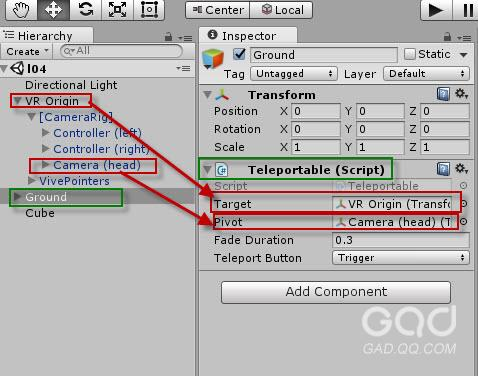 Center Local
Hierarchy
Create All
l04
Directional Light
VR Origin
[CameraRig]
Controller (left)
Controller (right)
Camera (head)
VivePointers
Ground
Cube
Inspector
Ground Static
Tag Untagged Layer Default
Transform
Position X 0 Y 0 Z 0
Rotation X 0 Y 0 Z 0
Scale X 1 Y 1 Z 1
Teleportable (Script)
Script Teleportable
Target VR Origin (Transfo
Pivot Camera (head) (T
Fade Duration 0.3
Teleport Button Trigger
Add Component
GAD
GAD.QQ.COM